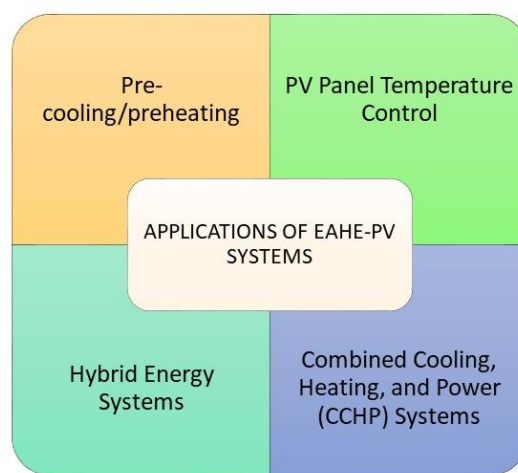 Pre-
cooling/preheating
PV Panel Temperature
Control
APPLICATIONS OF EAHE-PV
SYSTEMS
Hybrid Energy
Systems
Combined Cooling,
Heating, and Power
(CCHP) Systems